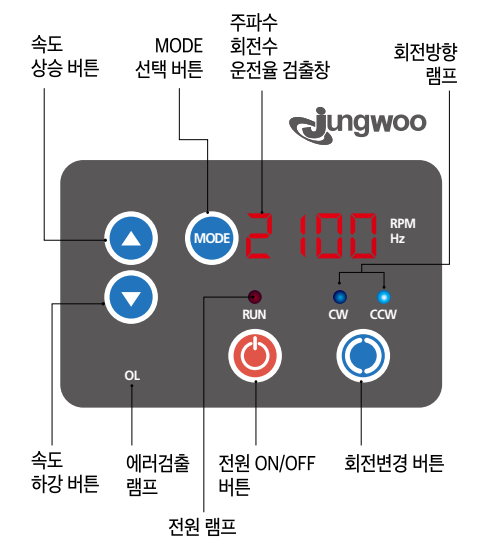 속도
상승 버튼
MODE
선택 버튼
주파수
회전수
운전율 검출창
회전방향
램프
jungwoo
MODE
2100
RPM
Hz
RUN
CW
CCW
OL
속도
하강 버튼
에러검출
램프
전원 ON/OFF
버튼
회전변경 버튼
전원 램프